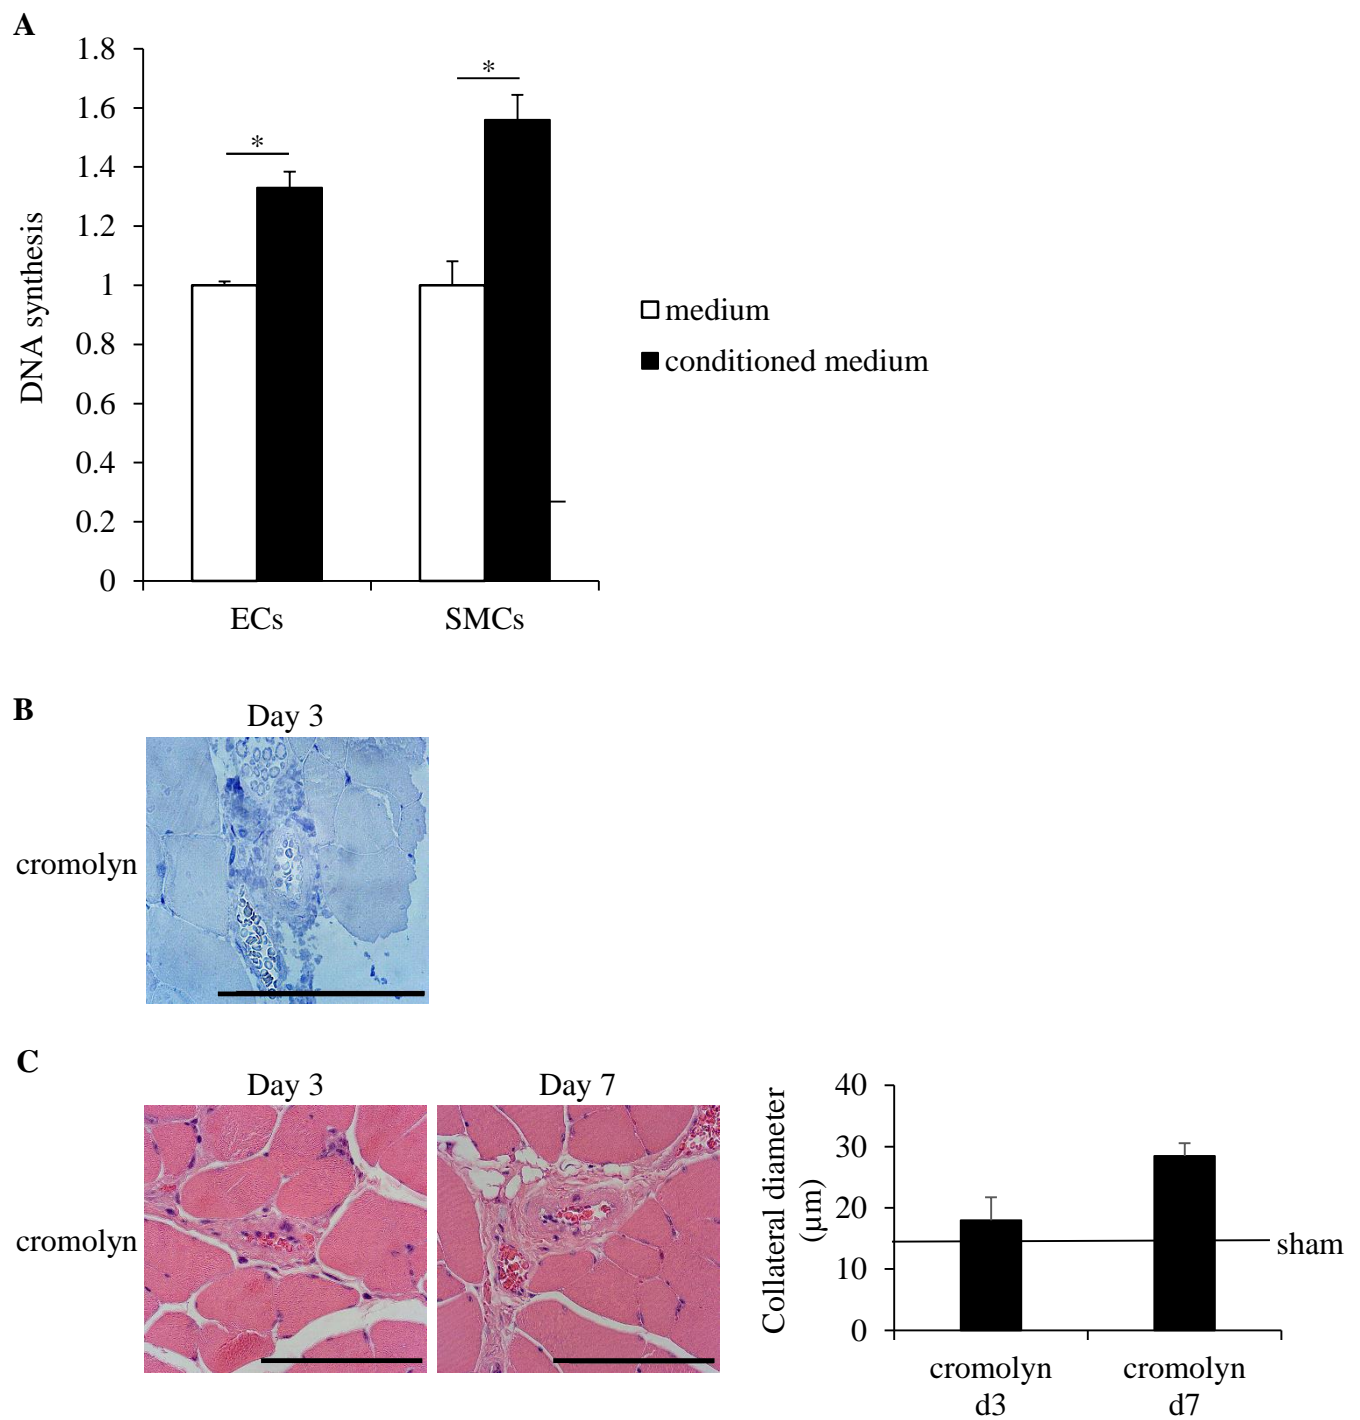 A
1.8
1.6
1.4
1.2
1
0.8
0.6
0.4
0.2
0
DNA synthesis
*
*
ECs
SMCs
medium
conditioned medium
B
Day 3
cromolyn
C
Day 3
Day 7
cromolyn
Collateral diameter
(μm)
40
30
20
10
0
sham
cromolyn
d3
cromolyn
d7